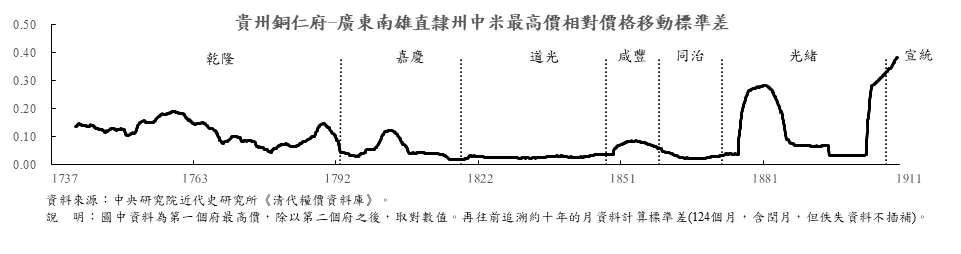 貴州銅仁府-廣東南雄直隸州中米最高價相對價格移動標準差
0.50
0.40
0.30
0.20
0.10
0.00
乾隆 嘉慶 道光 咸豐 同治 光緒 宣統
1737 1763 1792 1822 1851 1881 1911
資料來源：中央研究院近代史研究所《清代糧價資料庫》。
說　明：圖中資料為第一個府最高價，除以第二個府之後，取對數值。再往前追溯約十年的月資料計算標準差(124個月，含閏月，但佚失資料不插補)。